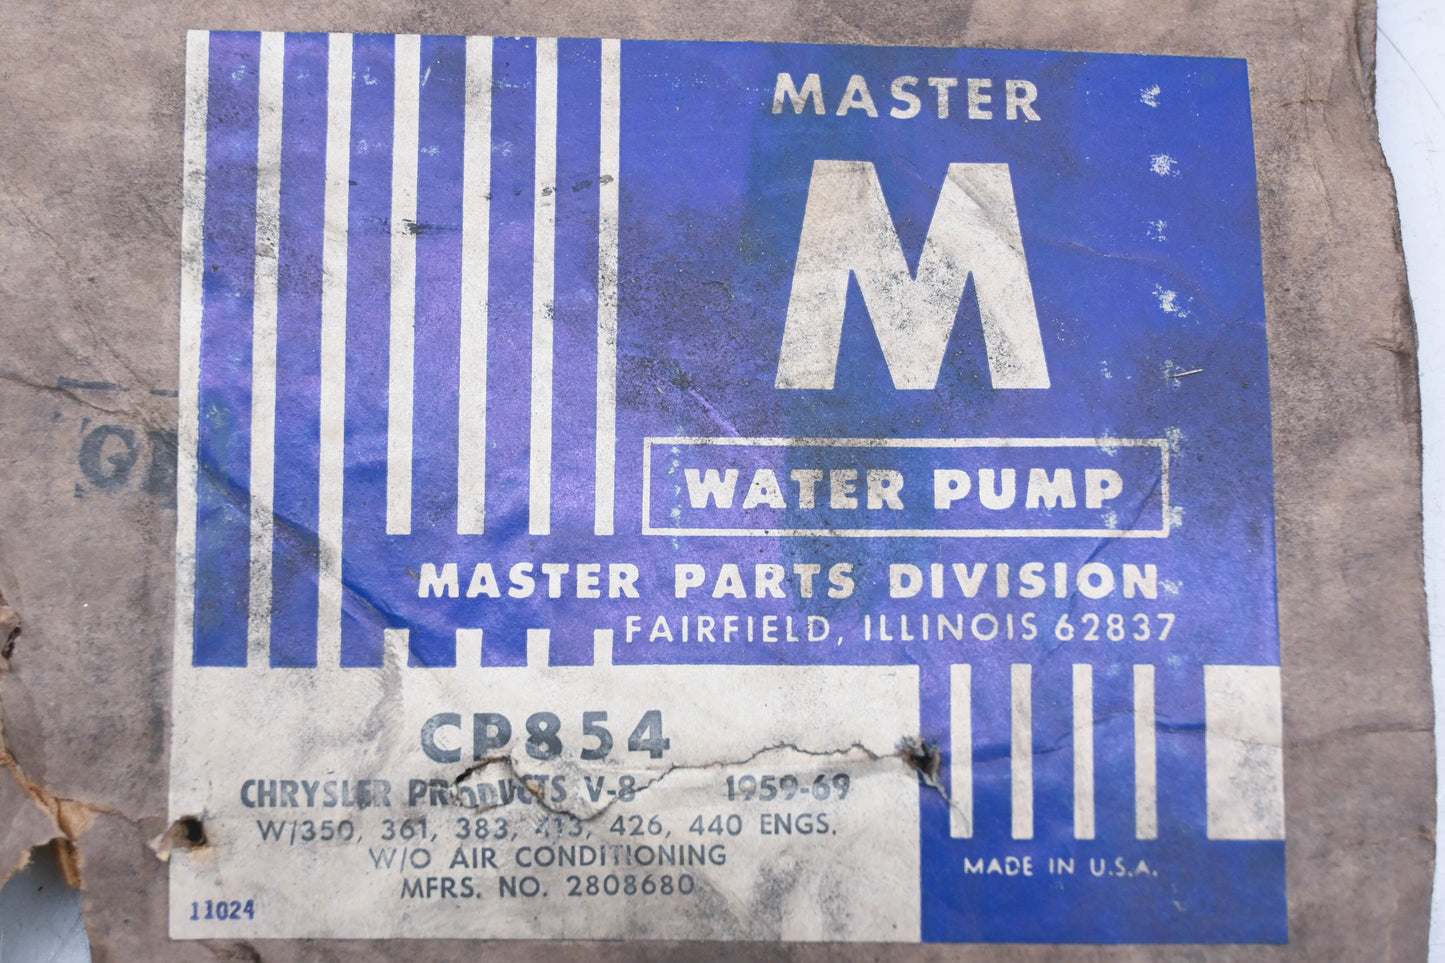 MASTER
M
WATER PUMP
MASTER PARTS DIVISION
FAIRFIELD, ILLINOIS 62837
CP854
CHRYSLER PRODUCTS V-8 1959-69
W/350, 361, 383, 413, 426, 440 ENGS.
W/O AIR CONDITIONING
MFRS. NO. 2808680
11024
MADE IN U.S.A.